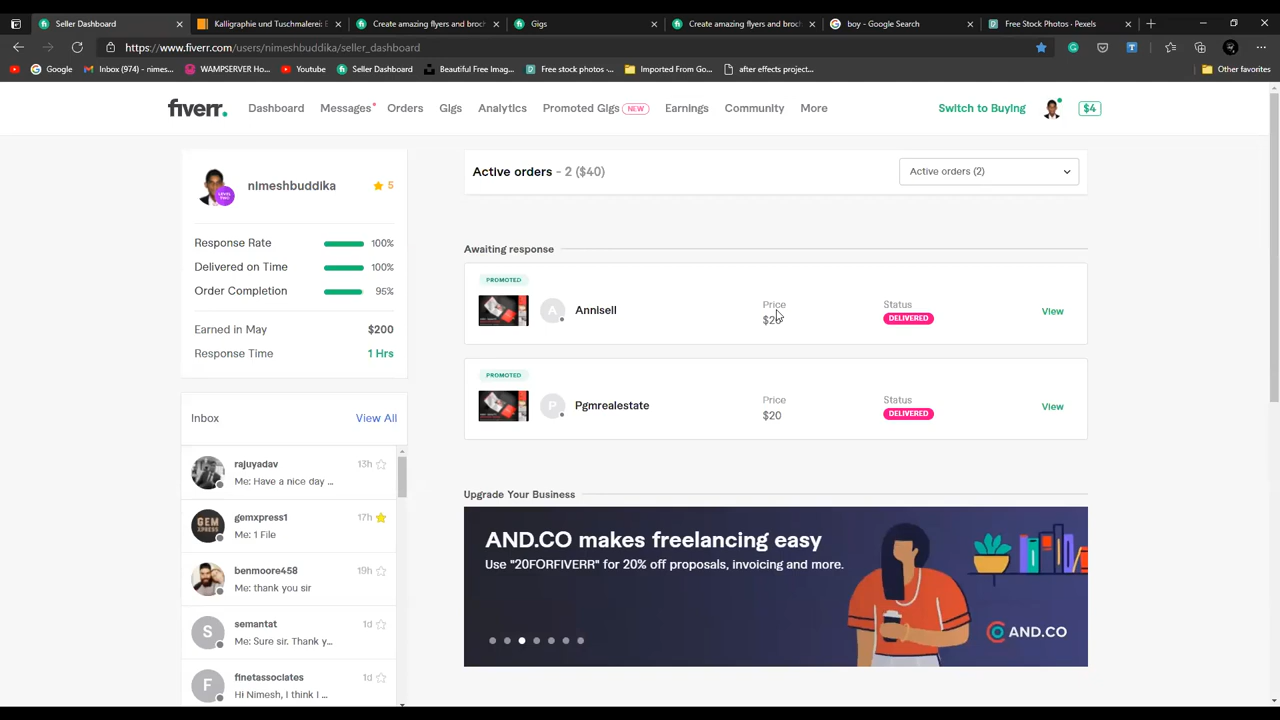 Seller Dashboard
Kalligraphie und Tuschmalerei: E
Create amazing flyers and broch
Gigs
Create amazing flyers and broch
boy - Google Search
Free Stock Photos · Pexels
https://www.fiverr.com/users/nimeshbuddika/seller_dashboard
Google
Inbox (974) - nimes...
WAMPSERVER Ho...
Youtube
Seller Dashboard
Beautiful Free Imag...
Free stock photos ·...
Imported From Go...
after effects project...
Other favorites
fiverr.
Dashboard
Messages
Orders
Gigs
Analytics
Promoted Gigs NEW
Earnings
Community
More
Switch to Buying
$4
nimeshbuddika
5
LEVEL TWO
Response Rate 100%
Delivered on Time 100%
Order Completion 95%
Earned in May $200
Response Time 1 Hrs
Inbox View All
rajuyadav 13h
Me: Have a nice day ...
GEM XPRESS
gemxpress1 17h
Me: 1 File
benmoore458 19h
Me: thank you sir
S
semantat 1d
Me: Sure sir. Thank y...
F
finetassociates 1d
Hi Nimesh, I think I ...
Active orders - 2 ($40)
Active orders (2)
Awaiting response
PROMOTED
A
Annisell
Price
$20
Status
DELIVERED
View
PROMOTED
P
Pgmrealestate
Price
$20
Status
DELIVERED
View
Upgrade Your Business
AND.CO makes freelancing easy
Use "20FORFIVERR" for 20% off proposals, invoicing and more.
AND.CO